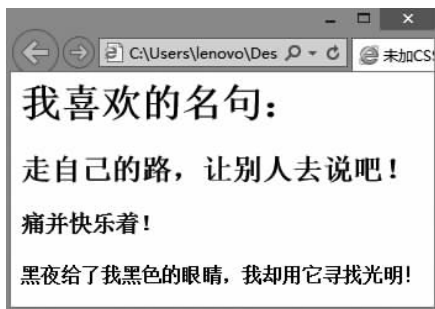 C:\Users\lenovo\Des
未加CSS
我喜欢的名句：
走自己的路，让别人去说吧！
痛并快乐着！
黑夜给了我黑色的眼睛，我却用它寻找光明！